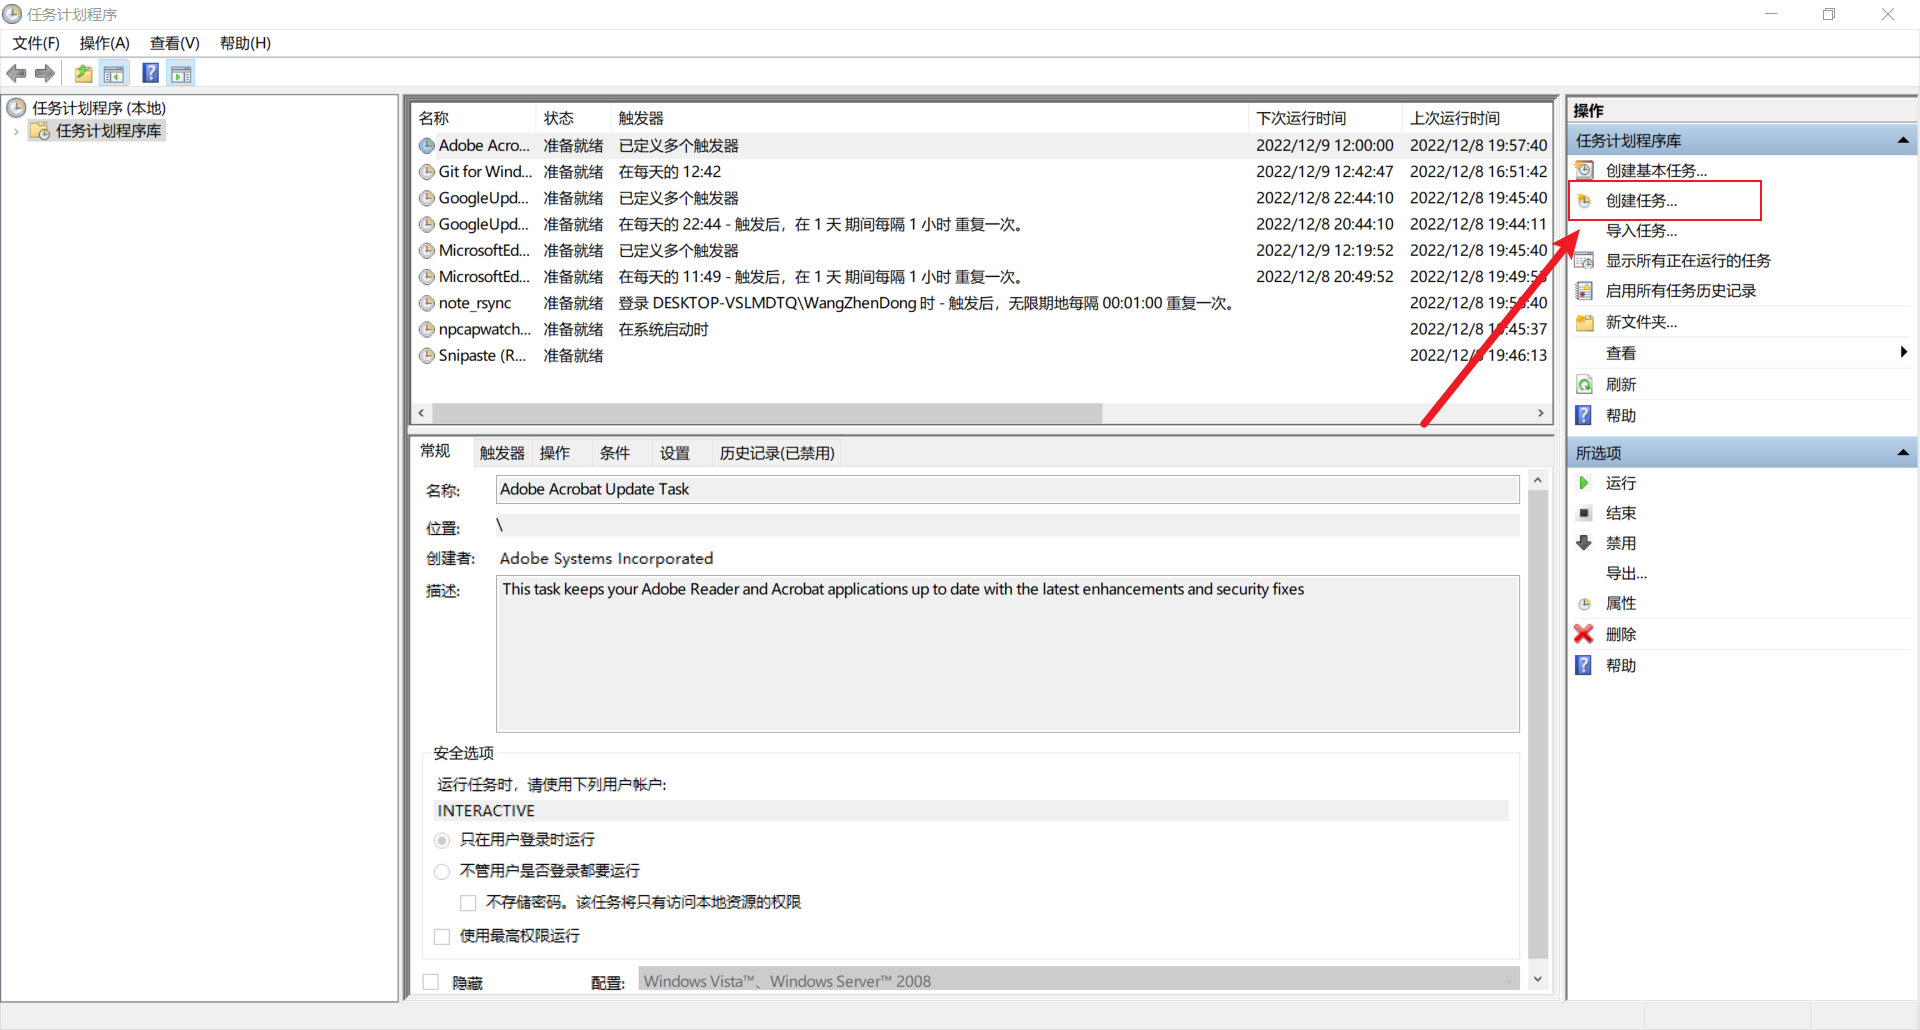 任务计划程序
文件(F) 操作(A) 查看(V) 帮助(H)
任务计划程序 (本地)
任务计划程序库
名称 状态 触发器 下次运行时间 上次运行时间
Adobe Acro... 准备就绪 已定义多个触发器 2022/12/9 12:00:00 2022/12/8 19:57:40
Git for Wind... 准备就绪 在每天的 12:42 2022/12/9 12:42:47 2022/12/8 16:51:42
GoogleUpd... 准备就绪 已定义多个触发器 2022/12/8 22:44:10 2022/12/8 19:45:40
GoogleUpd... 准备就绪 在每天的 22:44 - 触发后，在 1 天 期间每隔 1 小时 重复一次。 2022/12/8 20:44:10 2022/12/8 19:44:11
MicrosoftEd... 准备就绪 已定义多个触发器 2022/12/9 12:19:52 2022/12/8 19:45:40
MicrosoftEd... 准备就绪 在每天的 11:49 - 触发后，在 1 天 期间每隔 1 小时 重复一次。 2022/12/8 20:49:52 2022/12/8
note_rsync 准备就绪 登录 DESKTOP-VSLMDTQ\WangZhenDong 时 - 触发后，无限期地每隔 00:01:00 重复一次。 2022/12/8
npcapwatch... 准备就绪 在系统启动时 2022/12/8
Snipaste (R... 准备就绪 19:46:13
常规 触发器 操作 条件 设置 历史记录(已禁用)
名称: Adobe Acrobat Update Task
位置: \
创建者: Adobe Systems Incorporated
描述: This task keeps your Adobe Reader and Acrobat applications up to date with the latest enhancements and security fixes
安全选项
运行任务时，请使用下列用户帐户:
INTERACTIVE
只在用户登录时运行
不管用户是否登录都要运行
不存储密码。该任务将只有访问本地资源的权限
使用最高权限运行
隐藏 配置: Windows Vista™、Windows Server™ 2008
操作
任务计划程序库
创建基本任务...
创建任务...
导入任务...
显示所有正在运行的任务
启用所有任务历史记录
新文件夹...
查看
刷新
帮助
所选项
运行
结束
禁用
导出...
属性
删除
帮助